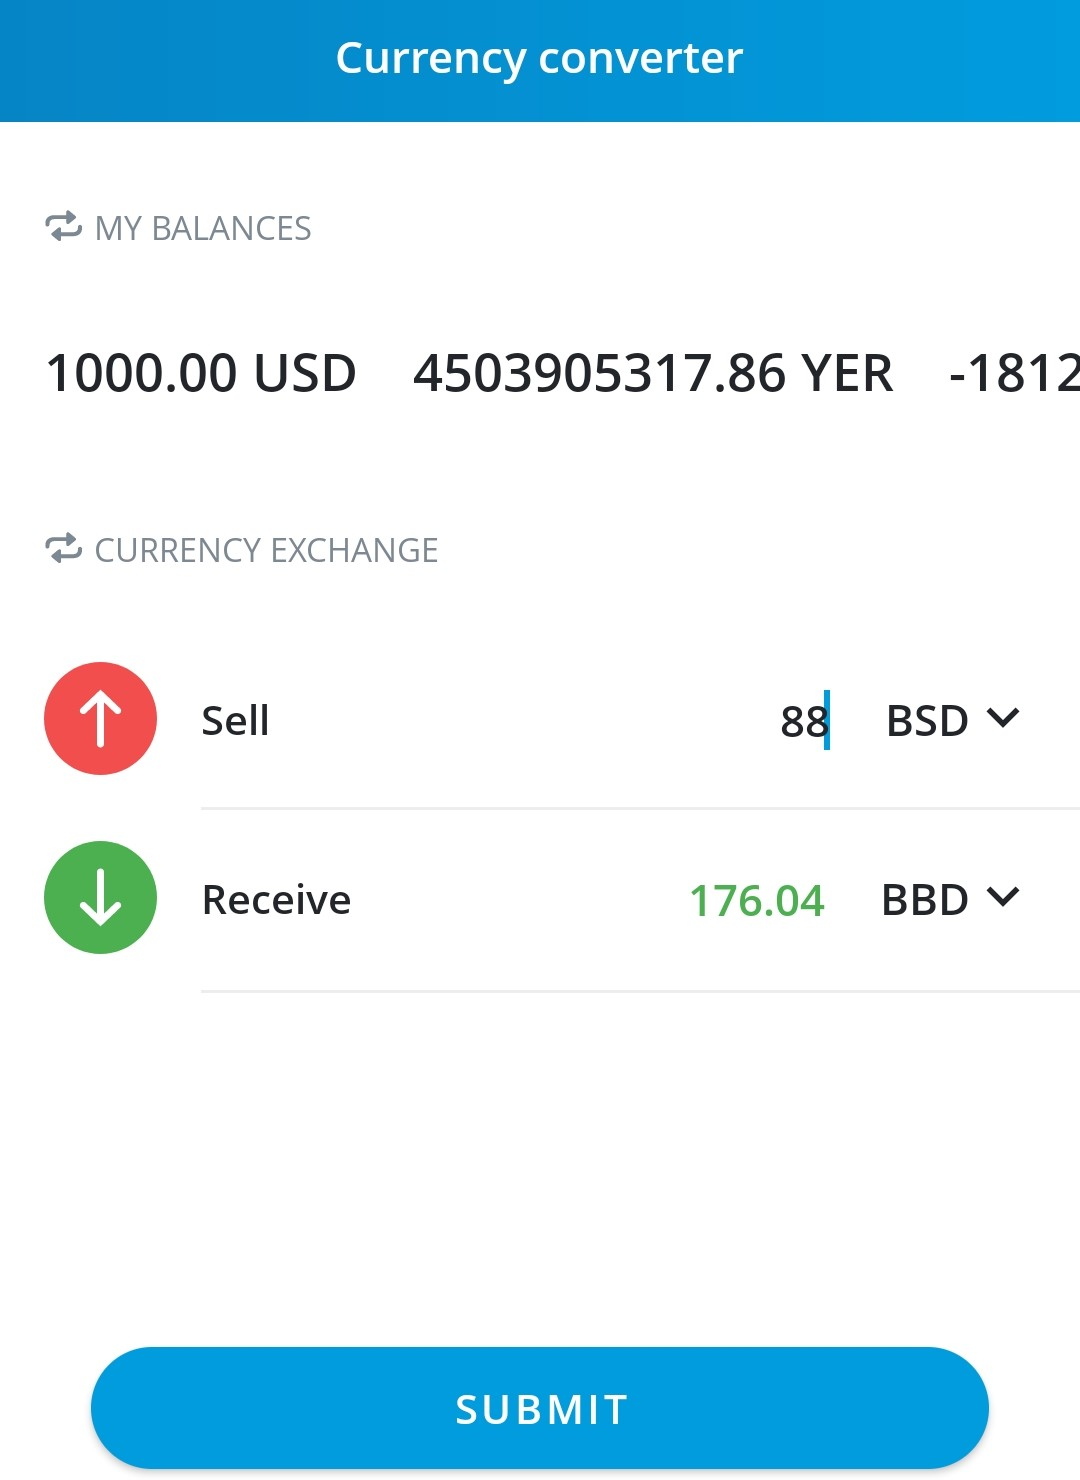 Currency converter
MY BALANCES
1000.00 USD 4503905317.86 YER -1812
CURRENCY EXCHANGE
Sell 88 BSD
Receive 176.04 BBD
SUBMIT